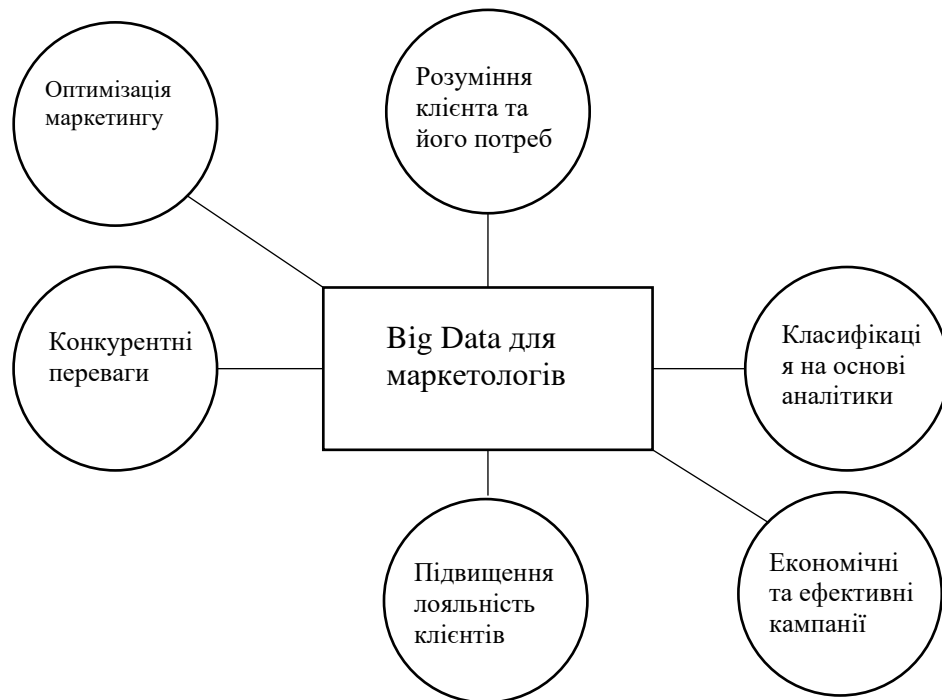 Оптимізація
маркетингу
Розуміння
клієнта та
його потреб
Конкурентні
переваги
Big Data для
маркетологів
Класифікаці
я на основі
аналітики
Підвищення
лояльність
клієнтів
Економічні
та ефективні
кампанії